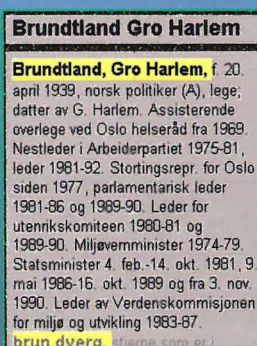 Brundtland Gro Harlem
Brundtland, Gro Harlem, f. 20.
april 1939, norsk politiker (A), lege;
datter av G. Harlem. Assisterende
overlege ved Oslo helseråd fra 1969.
Nestleder i Arbeiderpartiet 1975-81,
leder 1981-92. Stortingsrepr. for Oslo
siden 1977, parlamentarisk leder
1981-86 og 1989-90. Leder for
utenrikskomiteen 1980-81 og
1989-90. Miljøvernminister 1974-79.
Statsminister 4. feb.-14. okt. 1981, 9.
mai 1986-16. okt. 1989 og fra 3. nov.
1990. Leder av Verdenskommisjonen
for miljø og utvikling 1983-87.
brun dverg, stjerne som er i